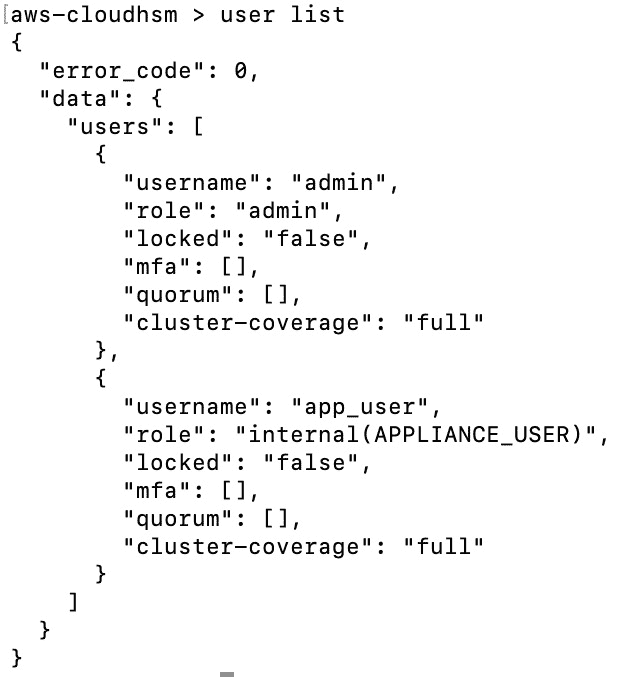 aws-cloudhsm > user list
{
  "error_code": 0,
  "data": {
    "users": [
      {
        "username": "admin",
        "role": "admin",
        "locked": "false",
        "mfa": [],
        "quorum": [],
        "cluster-coverage": "full"
      },
      {
        "username": "app_user",
        "role": "internal(APPLIANCE_USER)",
        "locked": "false",
        "mfa": [],
        "quorum": [],
        "cluster-coverage": "full"
      }
    ]
  }
}